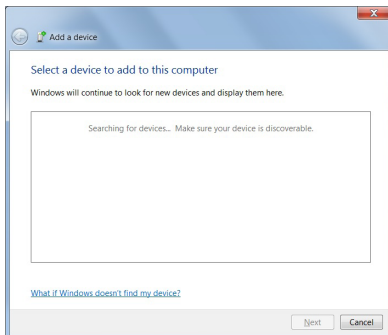 Add a device
Select a device to add to this computer
Windows will continue to look for new devices and display them here.
Searching for devices... Make sure your device is discoverable.
What if Windows doesn't find my device?
Next Cancel